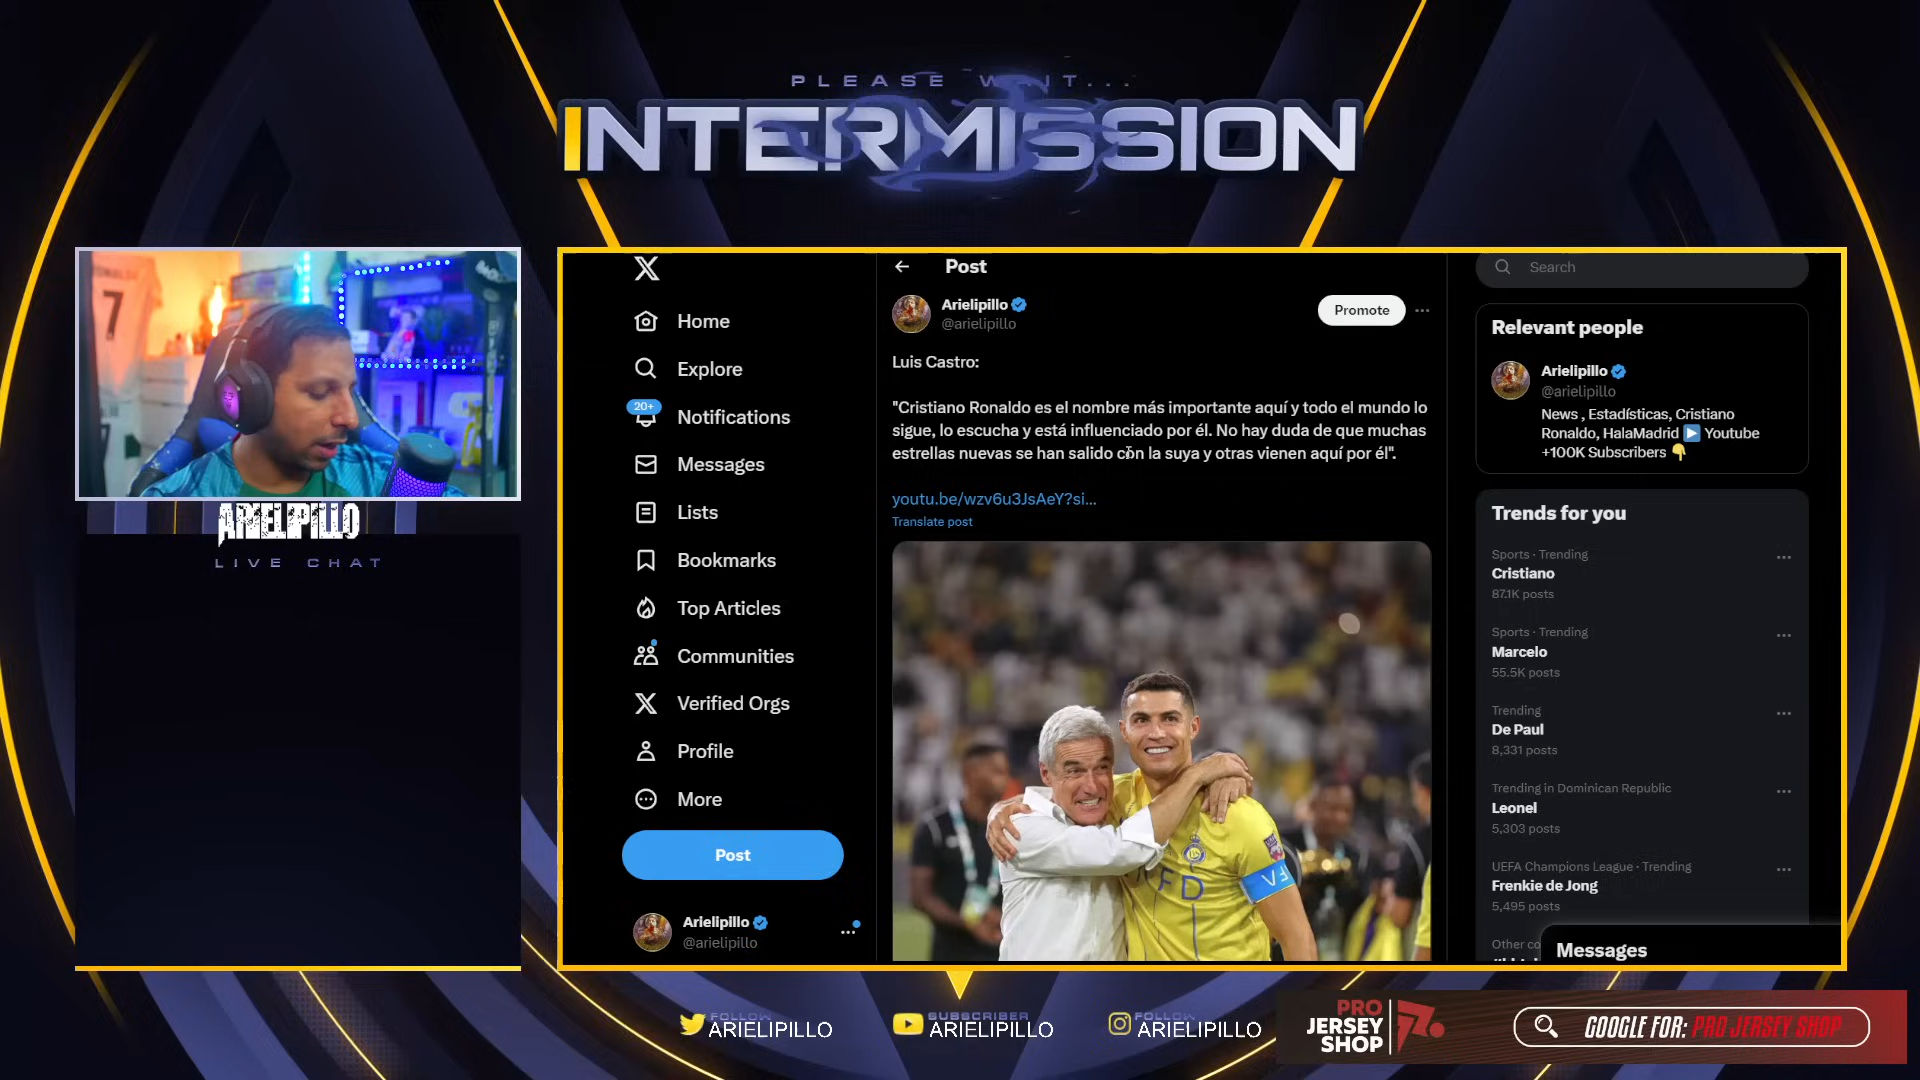 PLEASE WAIT...
INTERMISSION
7
ARIELIPILLO
LIVE CHAT
Home
Explore
20+
Notifications
Messages
Lists
Bookmarks
Top Articles
Communities
Verified Orgs
Profile
More
Post
Arielipillo
@arielipillo
Post
Arielipillo
@arielipillo
Promote
Luis Castro:
"Cristiano Ronaldo es el nombre más importante aquí y todo el mundo lo
sigue, lo escucha y está influenciado por él. No hay duda de que muchas
estrellas nuevas se han salido con la suya y otras vienen aquí por él".
youtu.be/wzv6u3JsAeY?si...
Translate post
Search
Relevant people
Arielipillo
@arielipillo
News , Estadísticas, Cristiano
Ronaldo, HalaMadrid ▶️ Youtube
+100K Subscribers 👇
Trends for you
Sports · Trending
Cristiano
87.1K posts
Sports · Trending
Marcelo
55.5K posts
Trending
De Paul
8,331 posts
Trending in Dominican Republic
Leonel
5,303 posts
UEFA Champions League · Trending
Frenkie de Jong
5,495 posts
Other
Messages
FOLLOW
ARIELIPILLO
SUBSCRIBER
ARIELIPILLO
FOLLOW
ARIELIPILLO
PRO
JERSEY
SHOP
GOOGLE FOR: PRO JERSEY SHOP